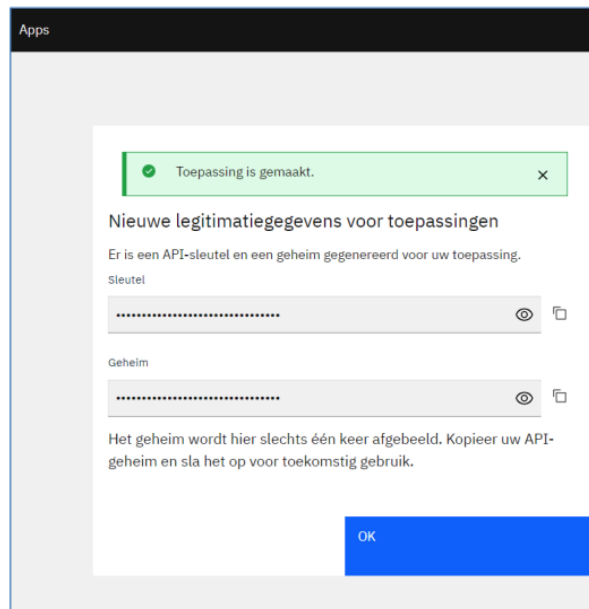 Apps
Toepassing is gemaakt.
Nieuwe legitimatiegegevens voor toepassingen
Er is een API-sleutel en een geheim gegenereerd voor uw toepassing.
Sleutel
••••••••••••••••••••••••••••••••
Geheim
••••••••••••••••••••••••••••••••
Het geheim wordt hier slechts één keer afgebeeld. Kopieer uw API-
geheim en sla het op voor toekomstig gebruik.
OK